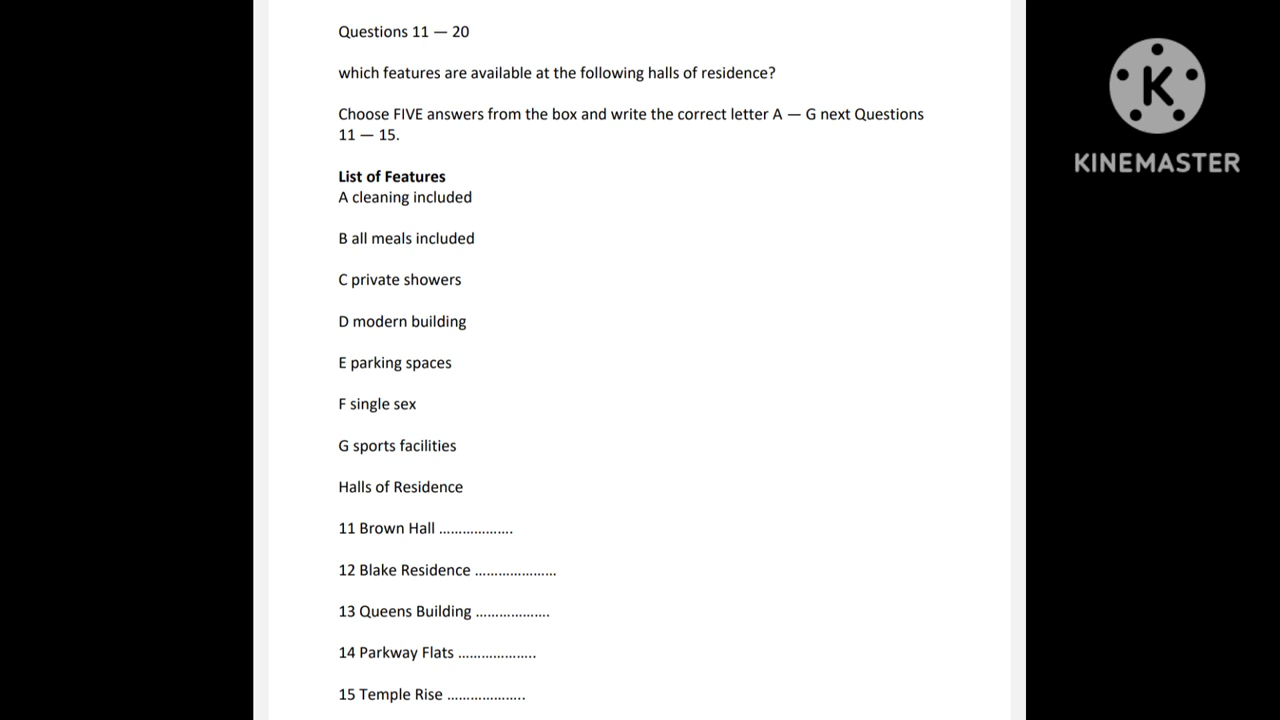 Questions 11 — 20
which features are available at the following halls of residence?
Choose FIVE answers from the box and write the correct letter A — G next Questions
11 — 15.
List of Features
A cleaning included
B all meals included
C private showers
D modern building
E parking spaces
F single sex
G sports facilities
Halls of Residence
11 Brown Hall ...................
12 Blake Residence .....................
13 Queens Building ...................
14 Parkway Flats ....................
15 Temple Rise ....................
K
KINEMASTER